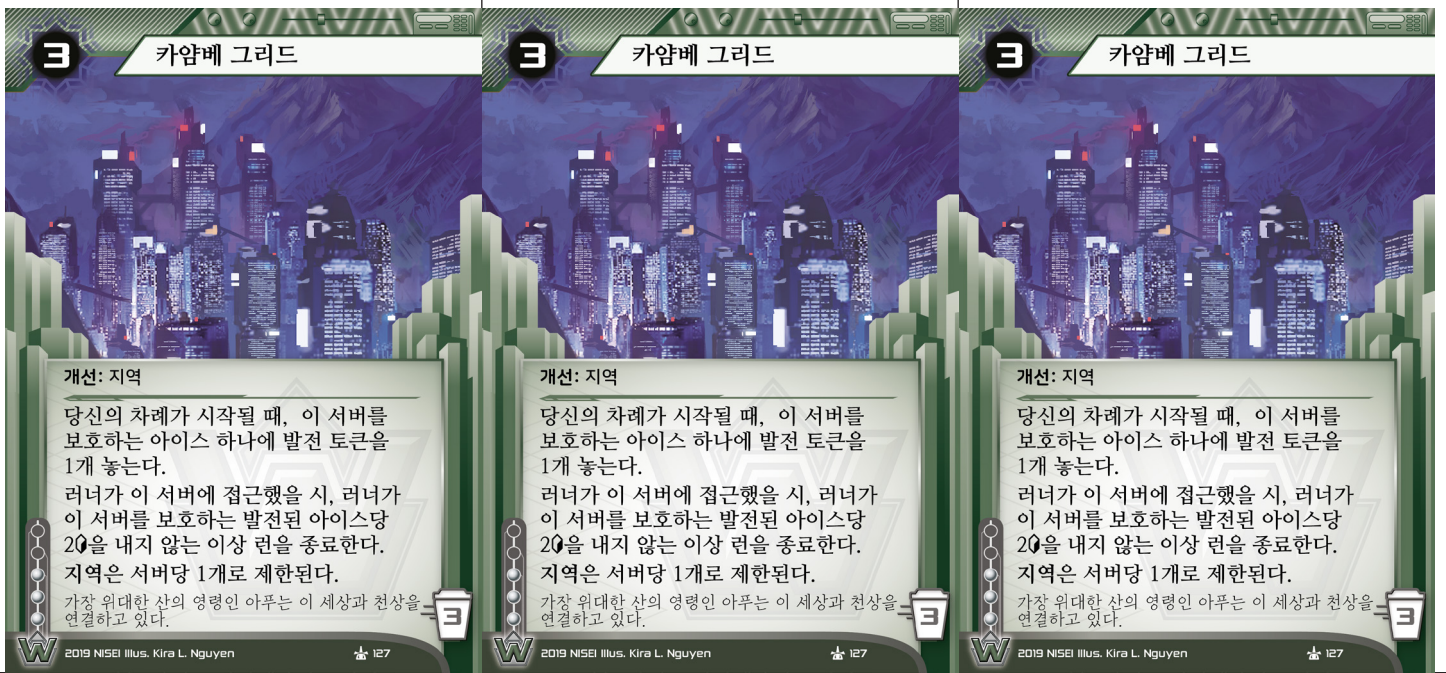 3
카얌베 그리드
개선: 지역
당신의 차례가 시작될 때, 이 서버를
보호하는 아이스 하나에 발전 토큰을
1개 놓는다.
러너가 이 서버에 접근했을 시, 러너가
이 서버를 보호하는 발전된 아이스당
2을 내지 않는 이상 런을 종료한다.
지역은 서버당 1개로 제한된다.
가장 위대한 산의 영령인 아푸는 이 세상과 천상을
연결하고 있다.
3
W
2019 NISEI Illus. Kira L. Nguyen
127
3
카얌베 그리드
개선: 지역
당신의 차례가 시작될 때, 이 서버를
보호하는 아이스 하나에 발전 토큰을
1개 놓는다.
러너가 이 서버에 접근했을 시, 러너가
이 서버를 보호하는 발전된 아이스당
2을 내지 않는 이상 런을 종료한다.
지역은 서버당 1개로 제한된다.
가장 위대한 산의 영령인 아푸는 이 세상과 천상을
연결하고 있다.
3
W
2019 NISEI Illus. Kira L. Nguyen
127
3
카얌베 그리드
개선: 지역
당신의 차례가 시작될 때, 이 서버를
보호하는 아이스 하나에 발전 토큰을
1개 놓는다.
러너가 이 서버에 접근했을 시, 러너가
이 서버를 보호하는 발전된 아이스당
2을 내지 않는 이상 런을 종료한다.
지역은 서버당 1개로 제한된다.
가장 위대한 산의 영령인 아푸는 이 세상과 천상을
연결하고 있다.
3
W
2019 NISEI Illus. Kira L. Nguyen
127